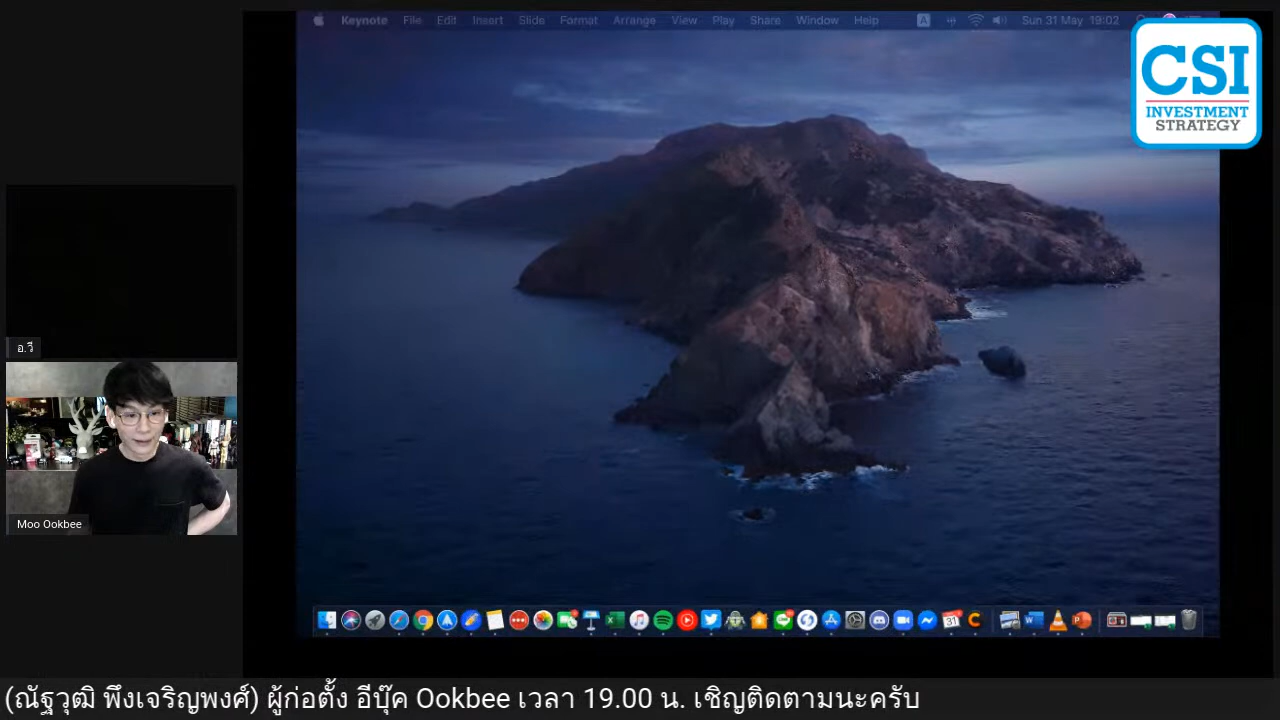 Keynote File Edit Insert Slide Format Arrange View Play Share Window Help A Sun 31 May 19:02
CSI
INVESTMENT
STRATEGY
อ.วี
Moo Ookbee
31
(ณัฐวุฒิ พึงเจริญพงศ์) ผู้ก่อตั้ง อีบุ๊ค Ookbee เวลา 19.00 น. เชิญติดตามนะครับ